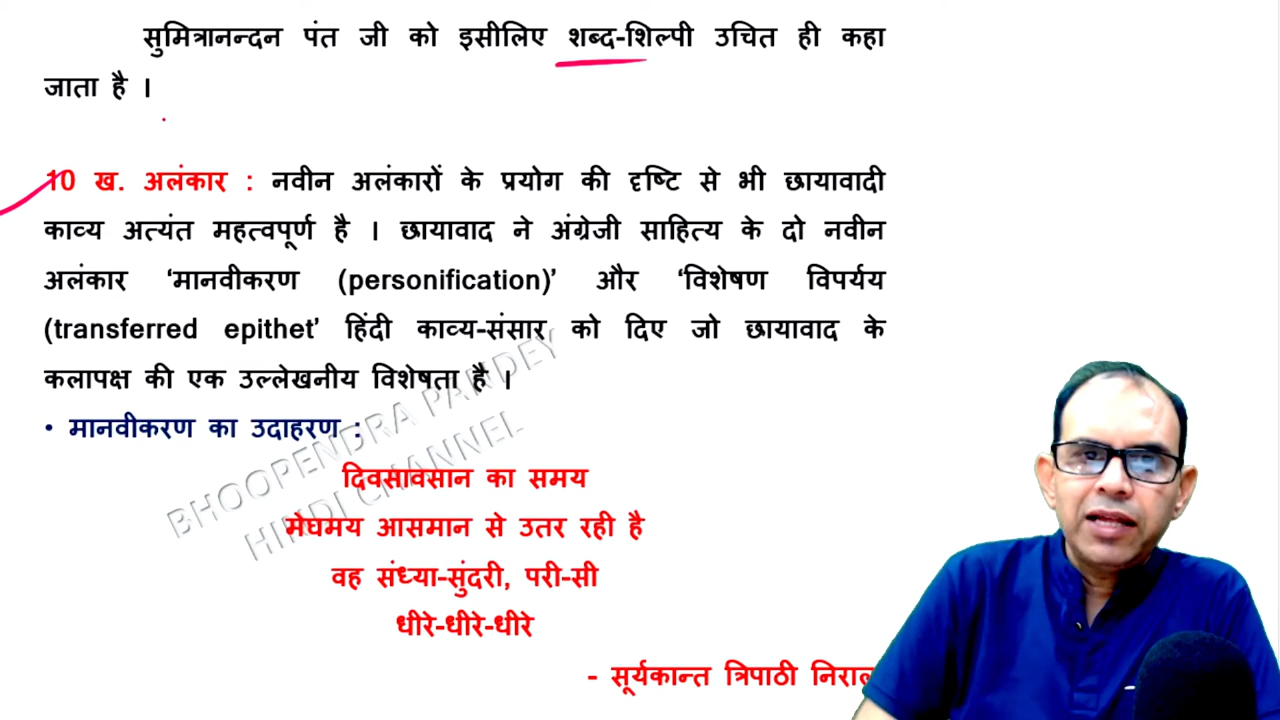 सुमित्रानन्दन पंत जी को इसीलिए शब्द-शिल्पी उचित ही कहा
जाता है ।
10 ख. अलंकार : नवीन अलंकारों के प्रयोग की दृष्टि से भी छायावादी
काव्य अत्यंत महत्वपूर्ण है । छायावाद ने अंग्रेजी साहित्य के दो नवीन
अलंकार ‘मानवीकरण (personification)’ और ‘विशेषण विपर्यय
(transferred epithet’ हिंदी काव्य-संसार को दिए जो छायावाद के
कलापक्ष की एक उल्लेखनीय विशेषता है ।
• मानवीकरण का उदाहरण :
दिवसावसान का समय
मेघमय आसमान से उतर रही है
वह संध्या-सुंदरी, परी-सी
धीरे-धीरे-धीरे
- सूर्यकान्त त्रिपाठी
BHOOPENDRA PANDEY
HINDI CHANNEL